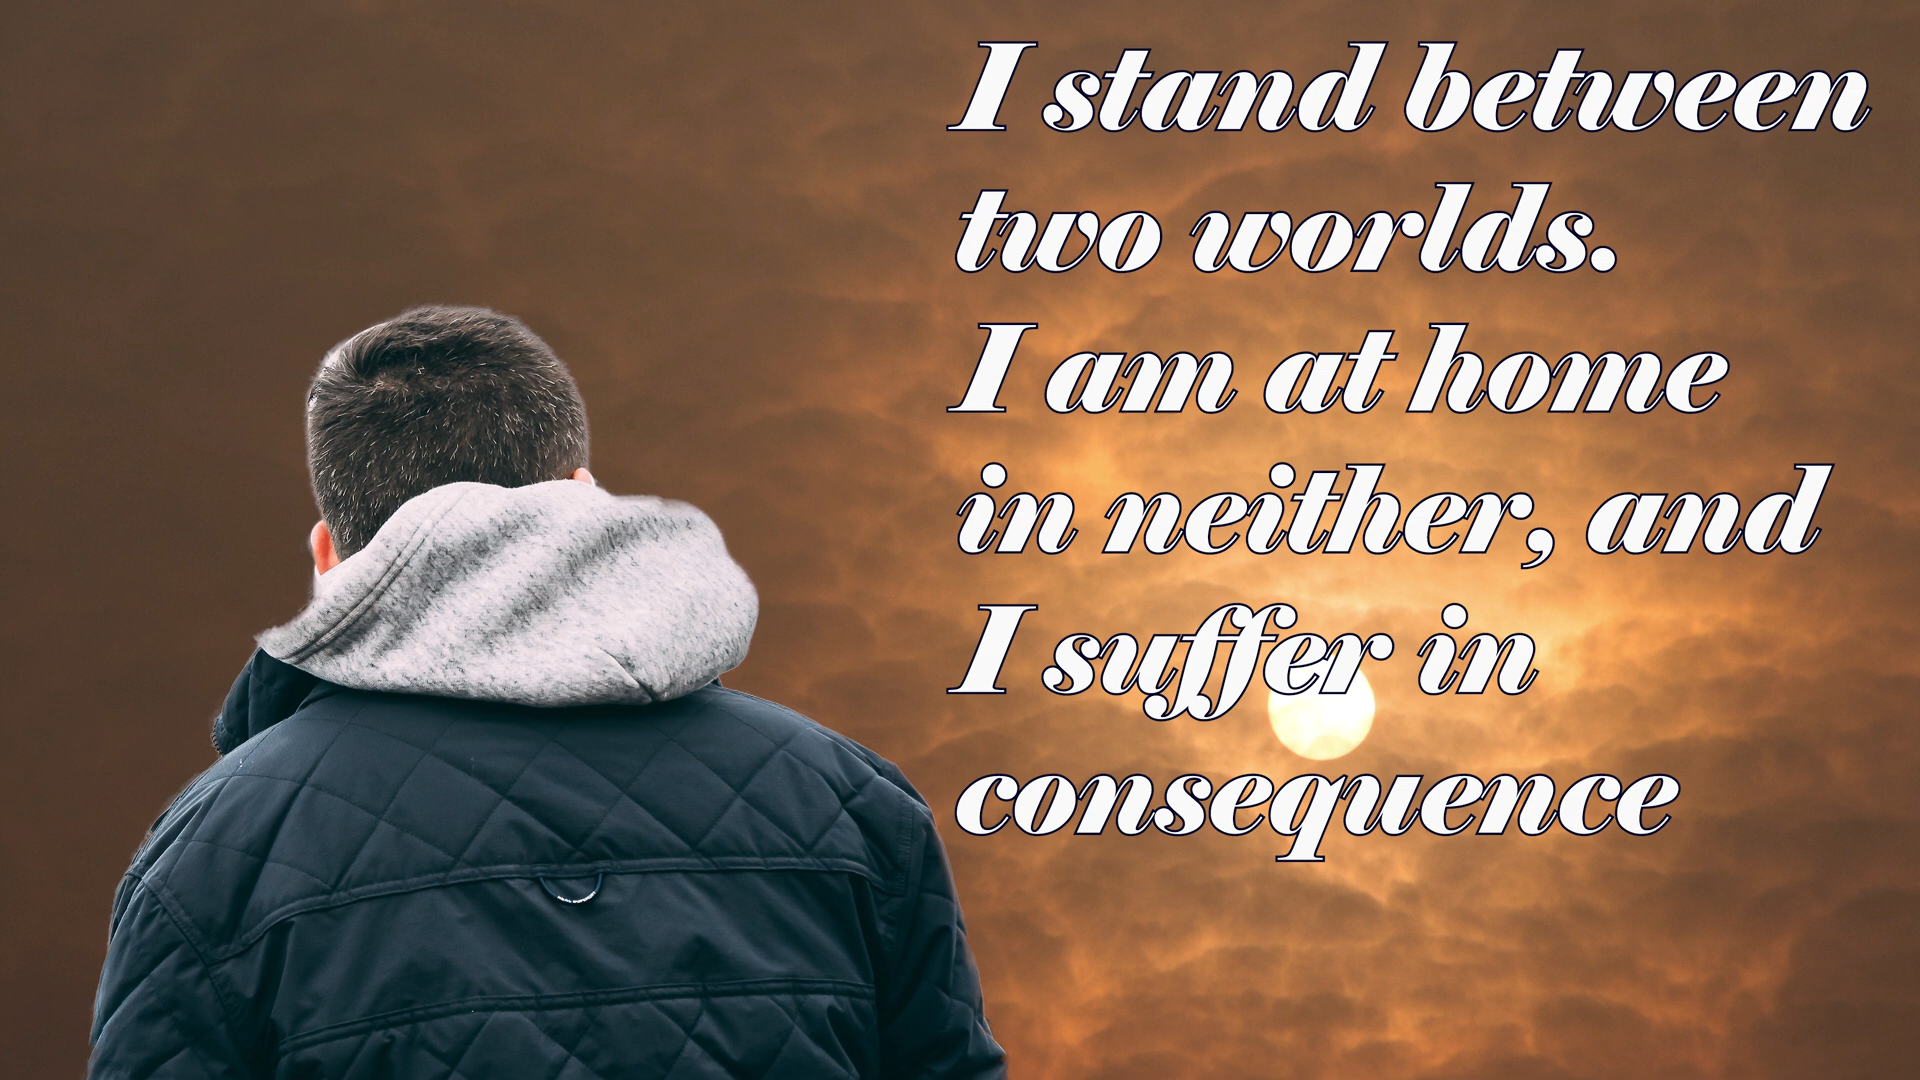 I stand between
two worlds.
I am at home
in neither, and
I suffer in
consequence